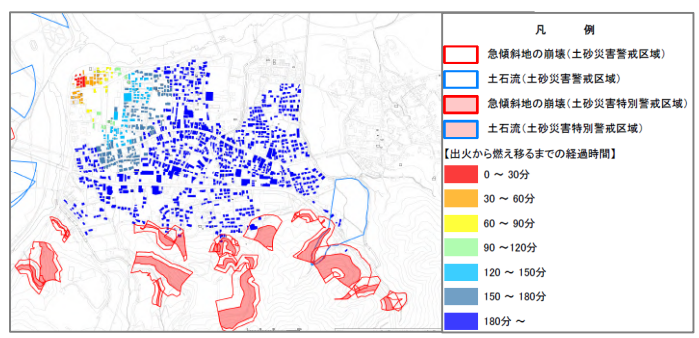 凡　例
急傾斜地の崩壊(土砂災害警戒区域)
土石流(土砂災害警戒区域)
急傾斜地の崩壊(土砂災害特別警戒区域)
土石流(土砂災害特別警戒区域)
【出火から燃え移るまでの経過時間】
0 ～ 30分
30 ～ 60分
60 ～ 90分
90 ～120分
120 ～ 150分
150 ～ 180分
180分 ～